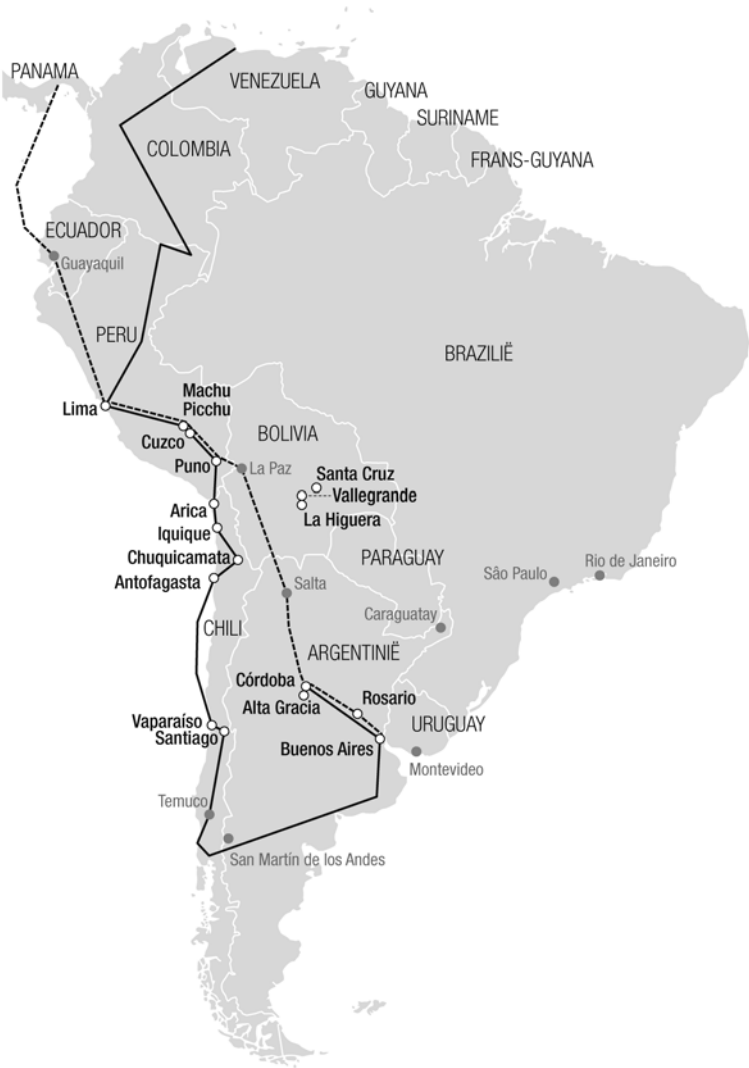 PANAMA
VENEZUELA
GUYANA
SURINAME
COLOMBIA
FRANS-GUYANA
ECUADOR
Guayaquil
PERU
BRAZILIË
Machu
Picchu
Lima
Cuzco
BOLIVIA
Puno
La Paz
Santa Cruz
Vallegrande
Arica
La Higuera
Iquique
Chuquicamata
PARAGUAY
Rio de Janeiro
Sâo Paulo
Antofagasta
Salta
Caraguatay
CHILI
ARGENTINIË
Córdoba
Alta Gracia
Rosario
Vaparaíso
Santiago
URUGUAY
Buenos Aires
Montevideo
Temuco
San Martín de los Andes